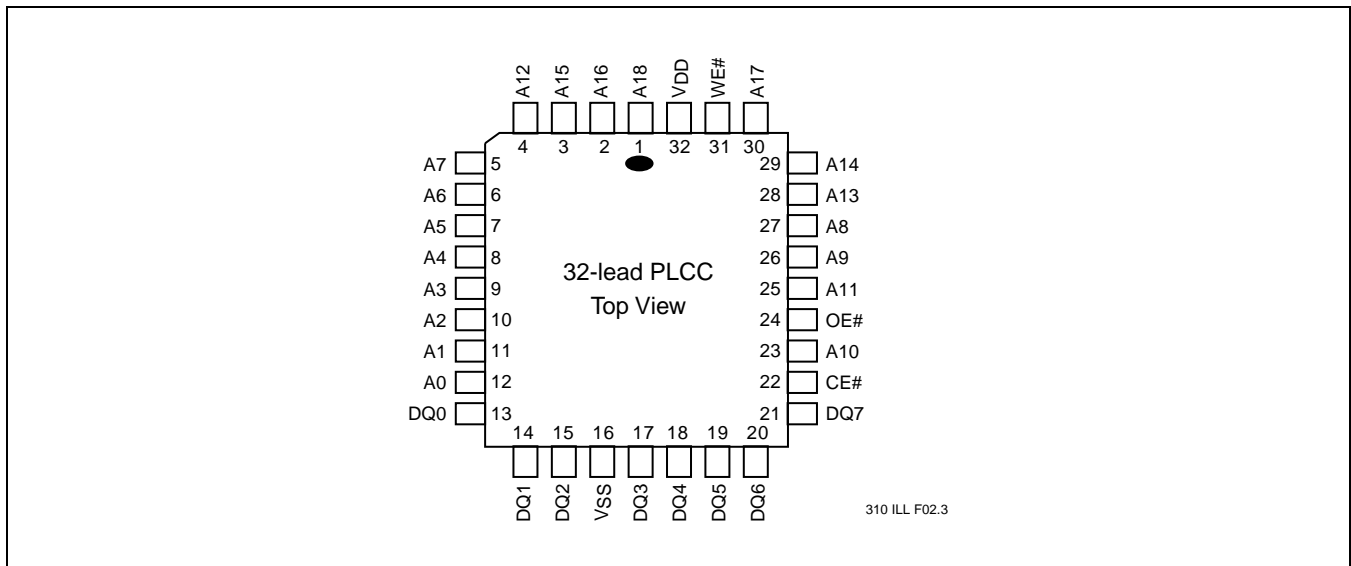 A12 A15 A16 A18 VDD WE# A17
4 3 2 1 32 31 30
A7 5 29 A14
A6 6 28 A13
A5 7 27 A8
A4 8 26 A9
A3 9 25 A11
A2 10 24 OE#
A1 11 23 A10
A0 12 22 CE#
DQ0 13 21 DQ7
32-lead PLCC
Top View
14 15 16 17 18 19 20
DQ1 DQ2 VSS DQ3 DQ4 DQ5 DQ6
310 ILL F02.3